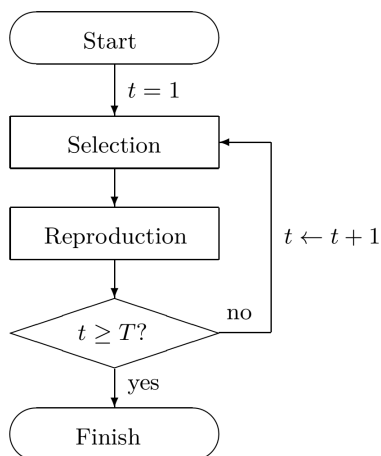 Start
t = 1
Selection
Reproduction
t ← t + 1
t ≥ T?
no
yes
Finish